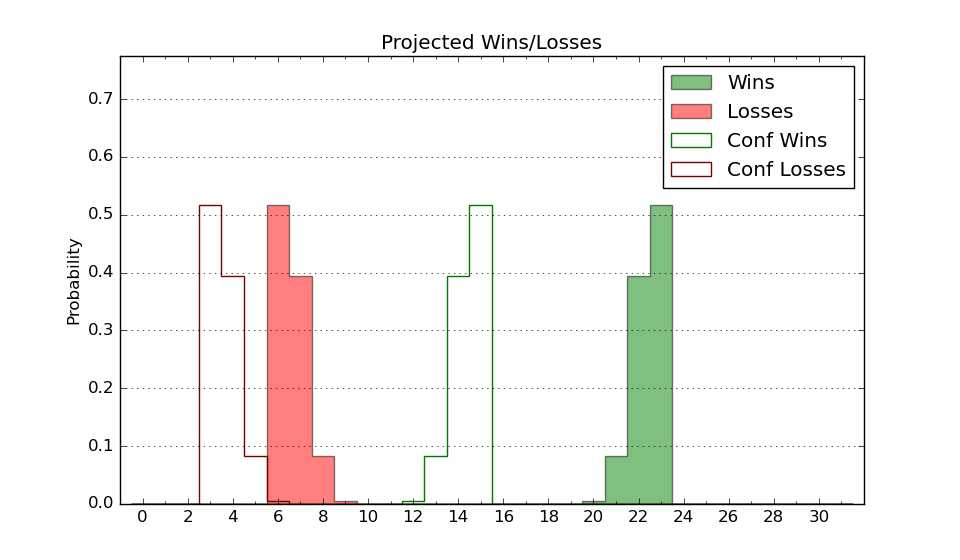 Projected Wins/Losses
Wins
Losses
Conf Wins
Conf Losses
Probability
0.7
0.6
0.5
0.4
0.3
0.2
0.1
0.0
0 2 4 6 8 10 12 14 16 18 20 22 24 26 28 30